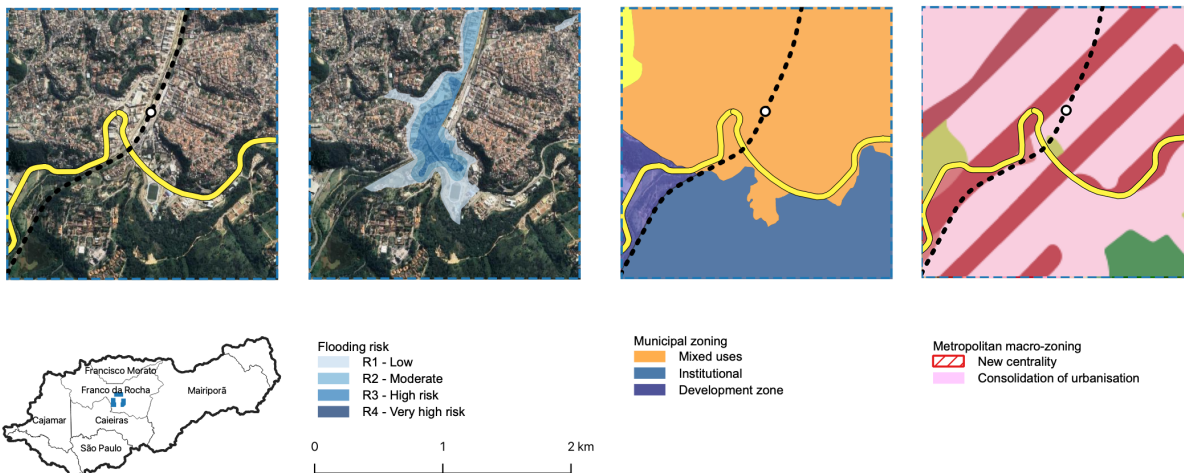 Francisco Morato
Franco da Rocha
Mairiporã
Cajamar
Caieiras
São Paulo
Flooding risk
R1 - Low
R2 - Moderate
R3 - High risk
R4 - Very high risk
0 1 2 km
Municipal zoning
Mixed uses
Institutional
Development zone
Metropolitan macro-zoning
New centrality
Consolidation of urbanisation